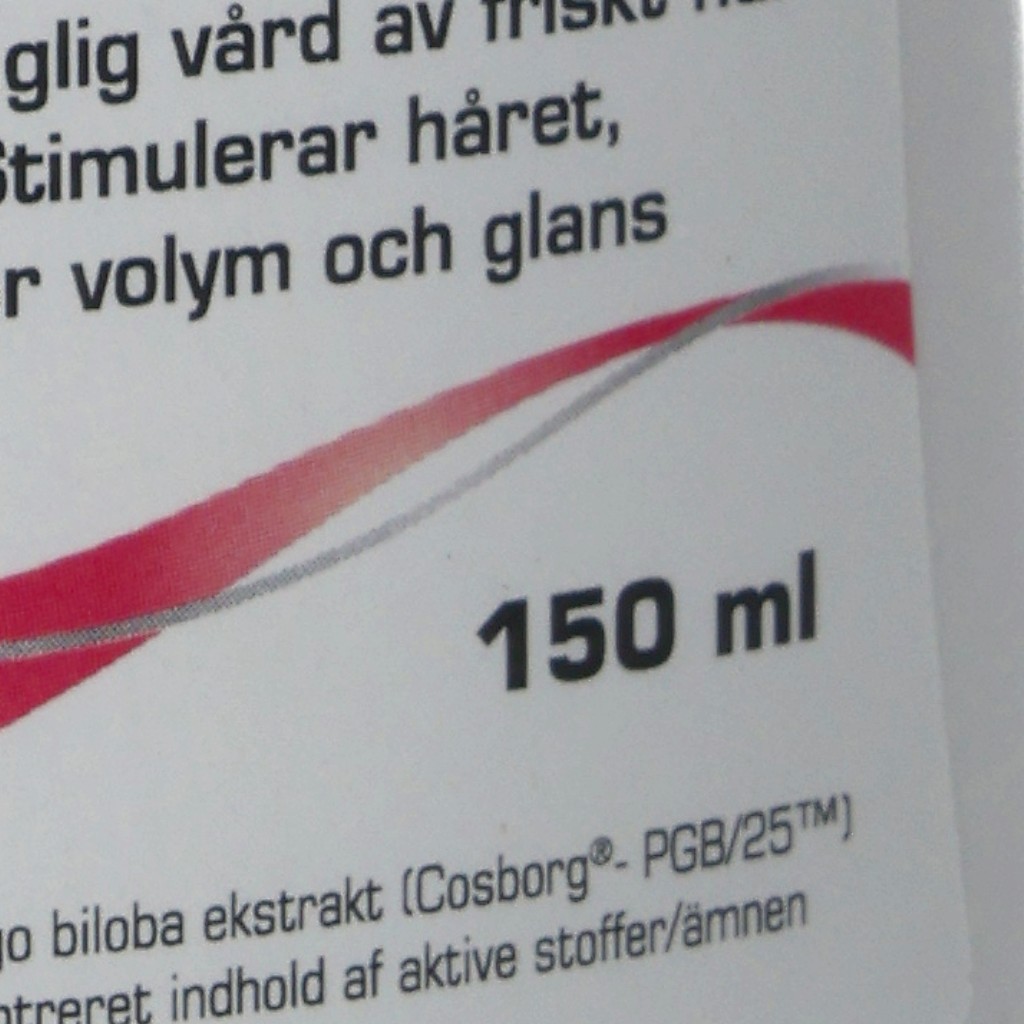 vård av friskt
Stimulerar håret,
volym och glans
150 ml
biloba ekstrakt (Cosborg®- PGB/25™)
indhold af aktive stoffer/ämnen